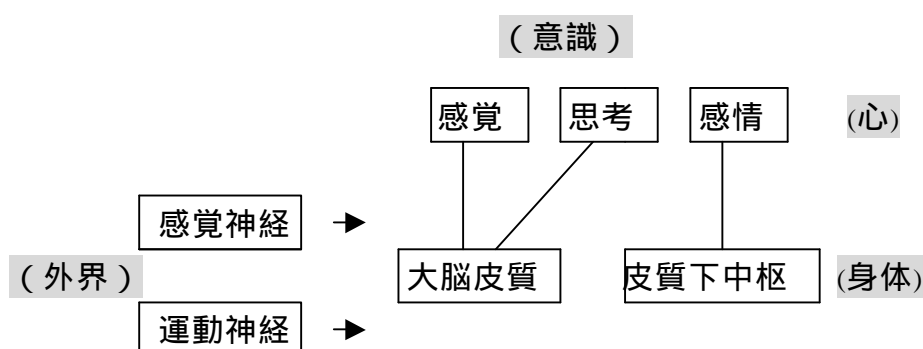 （意識）
感覚 思考 感情 (心)
感覚神経
（外界） 大脳皮質 皮質下中枢 (身体)
運動神経